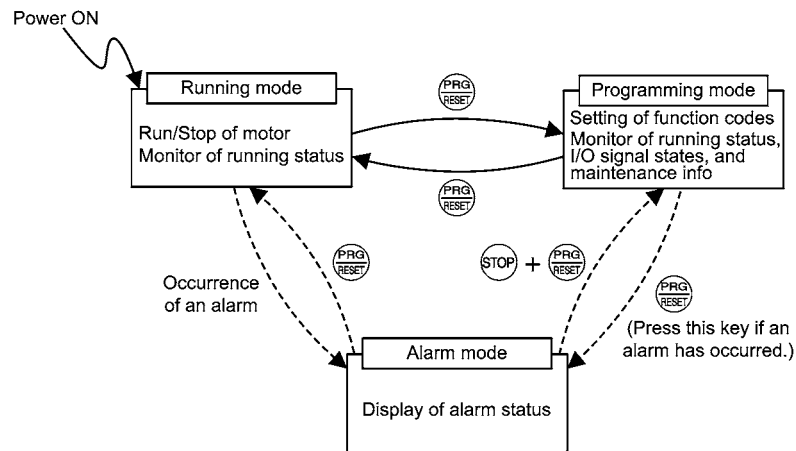 Power ON
Running mode
Run/Stop of motor
Monitor of running status
PRG
RESET
Programming mode
Setting of function codes
Monitor of running status,
I/O signal states, and
maintenance info
PRG
RESET
Occurrence
of an alarm
PRG
RESET
STOP + PRG
RESET
PRG
RESET
(Press this key if an
alarm has occurred.)
Alarm mode
Display of alarm status